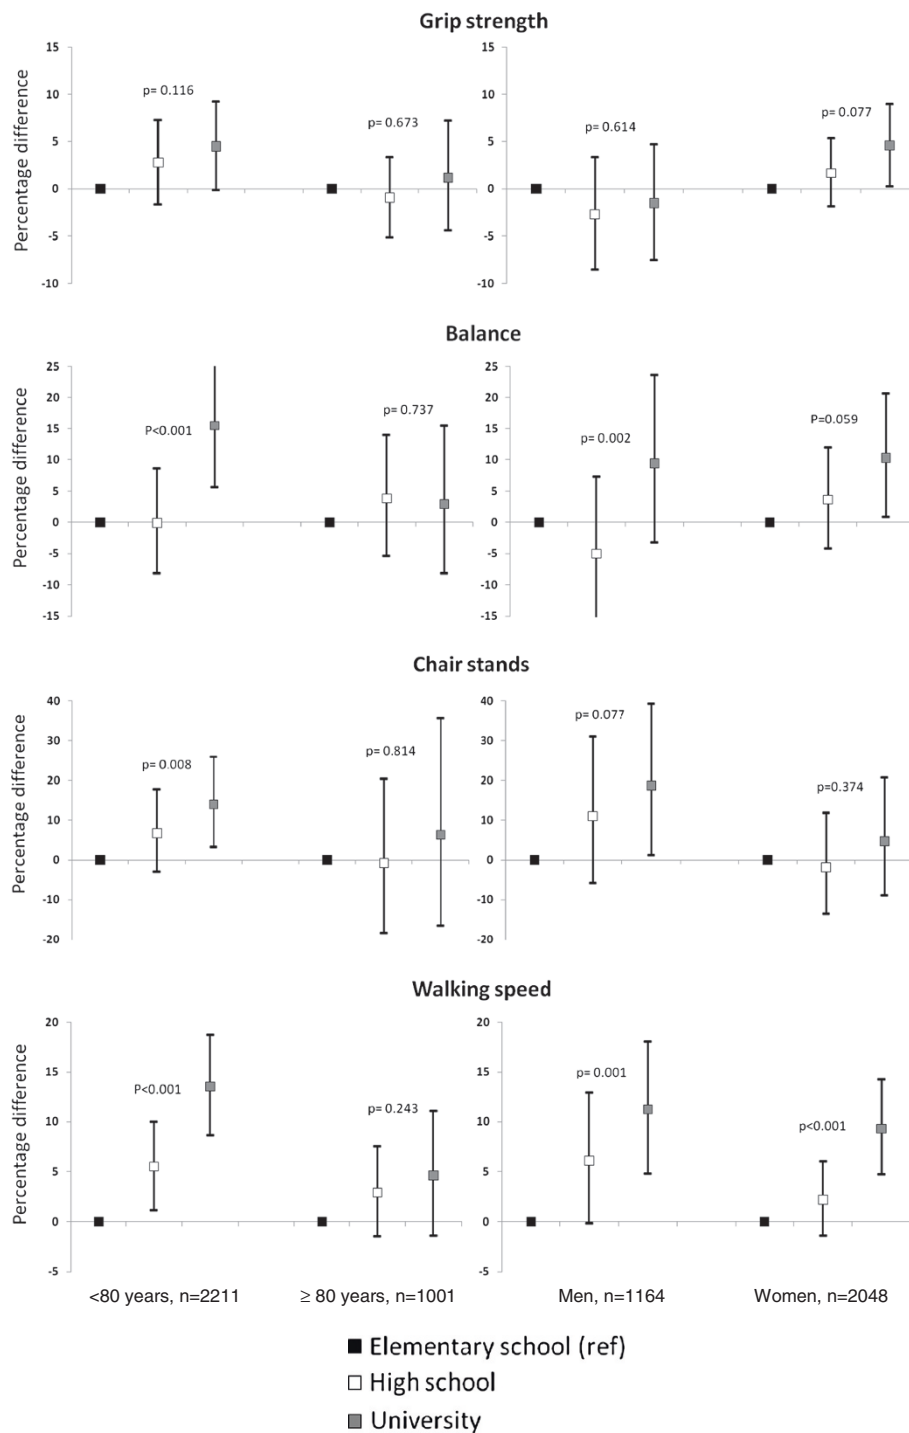 Grip strength
Percentage difference
15
10
5
0
-5
-10
p= 0.116
p= 0.673
15
10
5
0
-5
-10
p= 0.614
p= 0.077
Balance
Percentage difference
25
20
15
10
5
0
-5
-10
-15
P<0.001
p= 0.737
25
20
15
10
5
0
-5
-10
-15
p= 0.002
P=0.059
Chair stands
Percentage difference
40
30
20
10
0
-10
-20
p= 0.008
p= 0.814
40
30
20
10
0
-10
-20
p= 0.077
p=0.374
Walking speed
Percentage difference
20
15
10
5
0
-5
P<0.001
p= 0.243
20
15
10
5
0
-5
p= 0.001
p<0.001
<80 years, n=2211
≥ 80 years, n=1001
Men, n=1164
Women, n=2048
Elementary school (ref)
High school
University